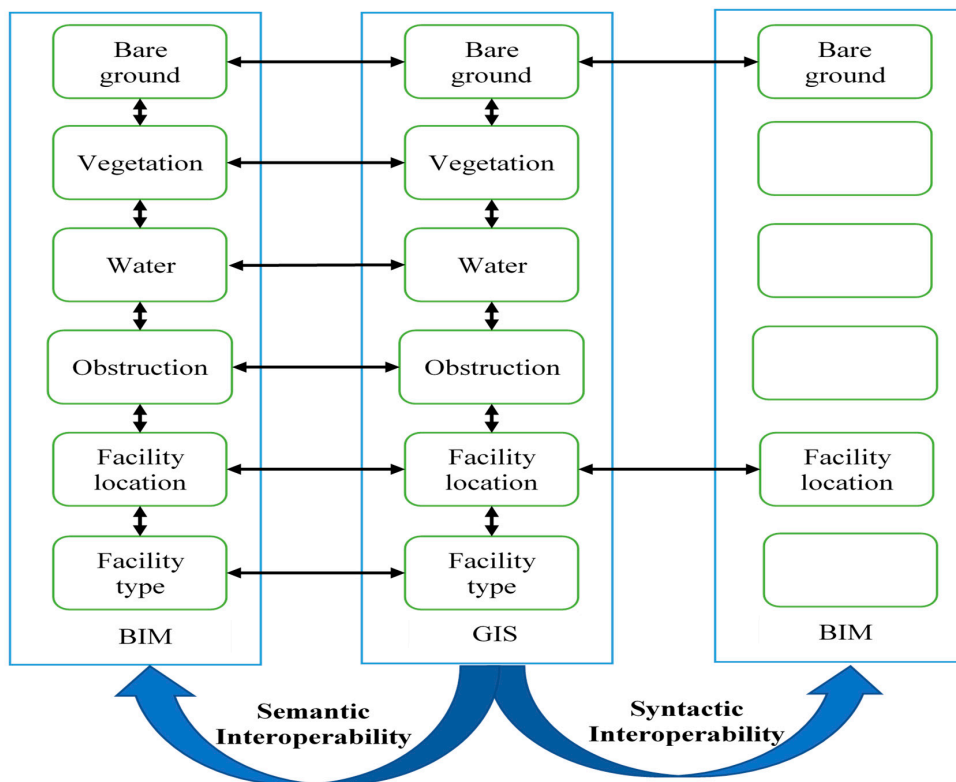 Bare
ground
Vegetation
Water
Obstruction
Facility
location
Facility
type
BIM
Bare
ground
Vegetation
Water
Obstruction
Facility
location
Facility
type
GIS
Bare
ground
Facility
location
BIM
Semantic
Interoperability
Syntactic
Interoperability